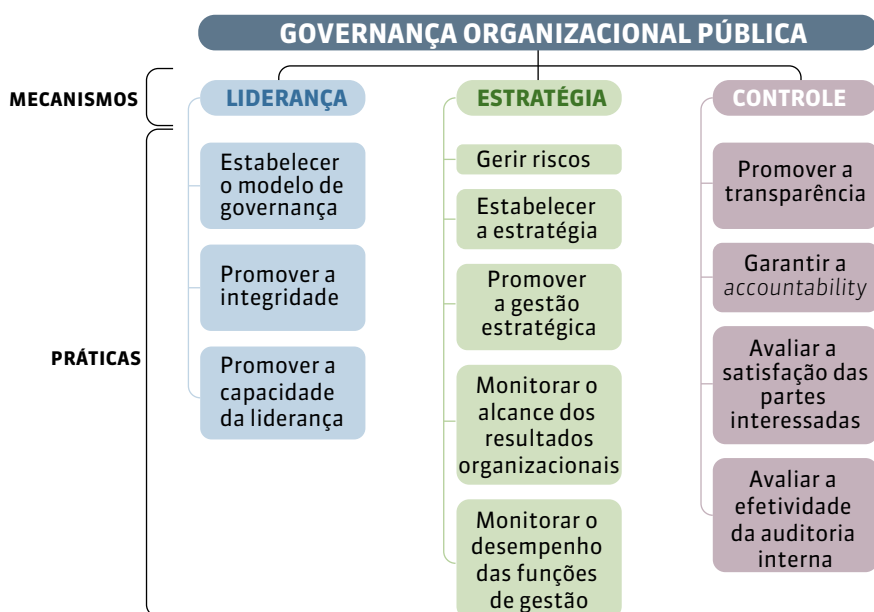 GOVERNANÇA ORGANIZACIONAL PÚBLICA
MECANISMOS
LIDERANÇA
ESTRATÉGIA
CONTROLE
PRÁTICAS
Estabelecer
o modelo de
governança
Promover a
integridade
Promover a
capacidade
da liderança
Gerir riscos
Estabelecer
a estratégia
Promover
a gestão
estratégica
Monitorar o
alcance dos
resultados
organizacionais
Monitorar o
desempenho
das funções
de gestão
Promover a
transparência
Garantir a
accountability
Avaliar a
satisfação das
partes
interessadas
Avaliar a
efetividade
da auditoria
interna